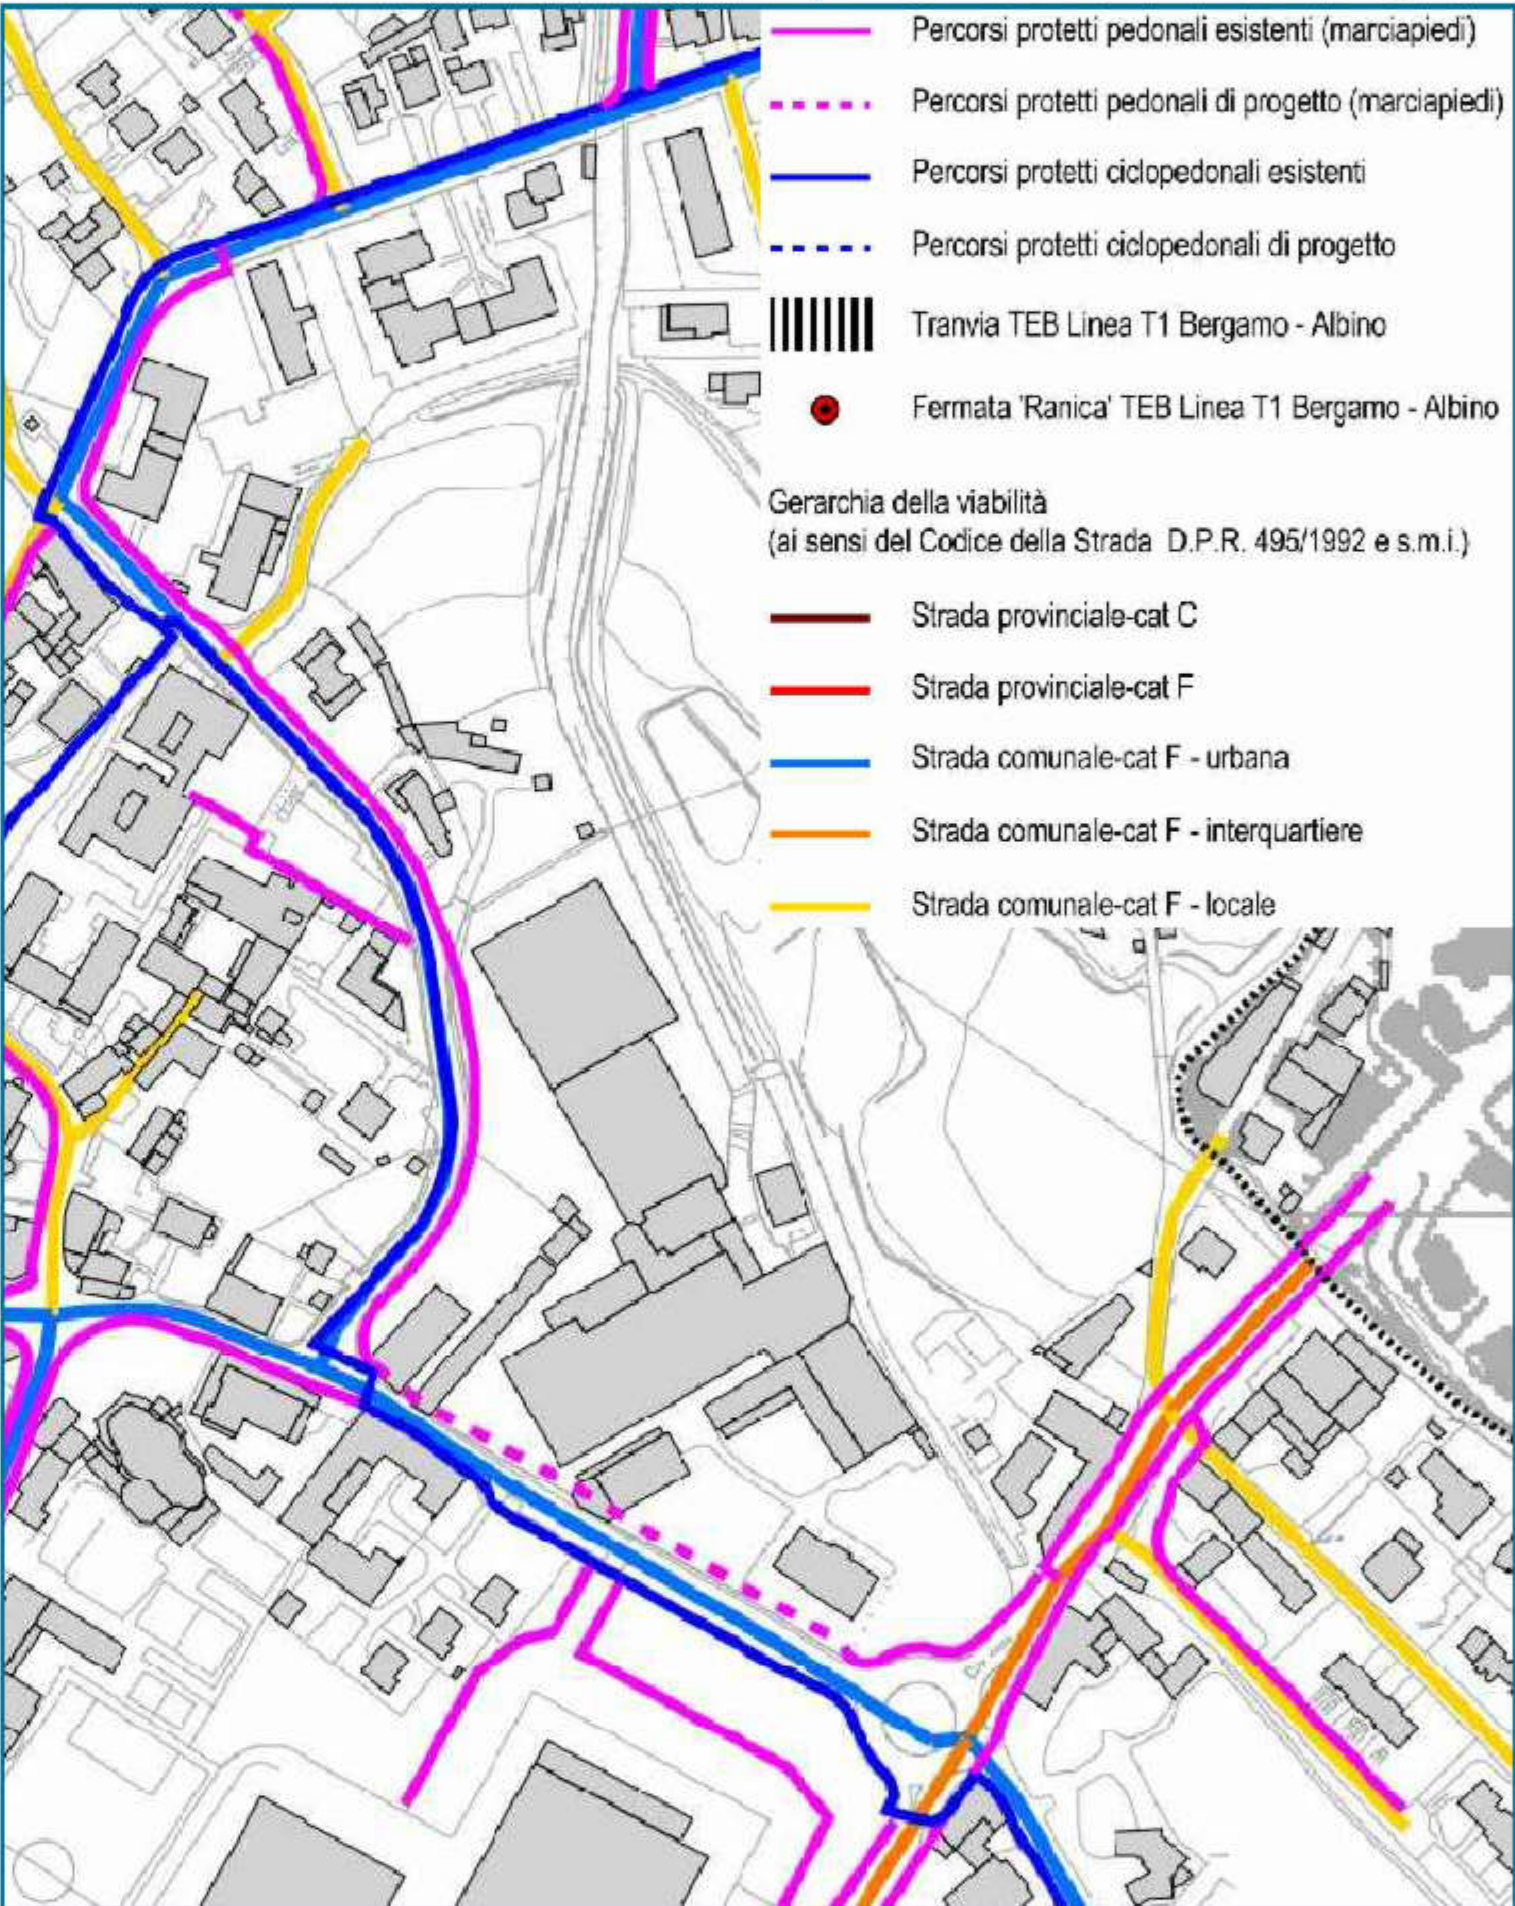 Percorsi protetti pedonali esistenti (marciapiedi)
Percorsi protetti pedonali di progetto (marciapiedi)
Percorsi protetti ciclopedonali esistenti
Percorsi protetti ciclopedonali di progetto
Tranvia TEB Linea T1 Bergamo - Albino
Fermata 'Ranica' TEB Linea T1 Bergamo - Albino
Gerarchia della viabilità
(ai sensi del Codice della Strada D.P.R. 495/1992 e s.m.i.)
Strada provinciale-cat C
Strada provinciale-cat F
Strada comunale-cat F - urbana
Strada comunale-cat F - interquartiere
Strada comunale-cat F - locale